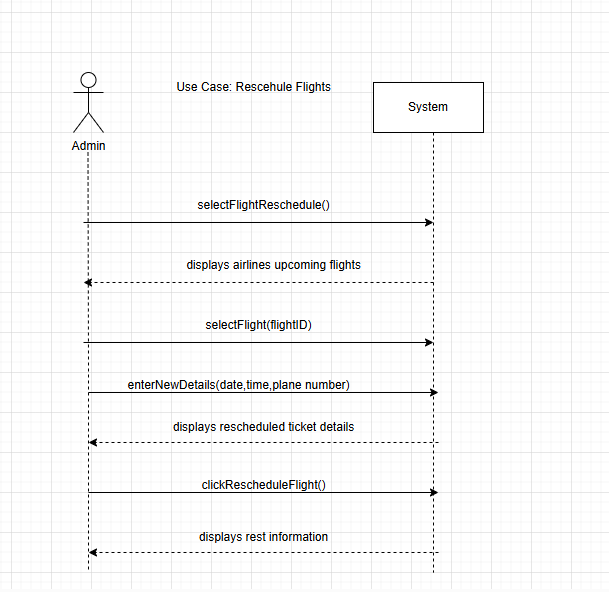 Use Case: Rescehule Flights
System
Admin
selectFlightReschedule()
displays airlines upcoming flights
selectFlight(flightID)
enterNewDetails(date,time,plane number)
displays rescheduled ticket details
clickRescheduleFlight()
displays rest information